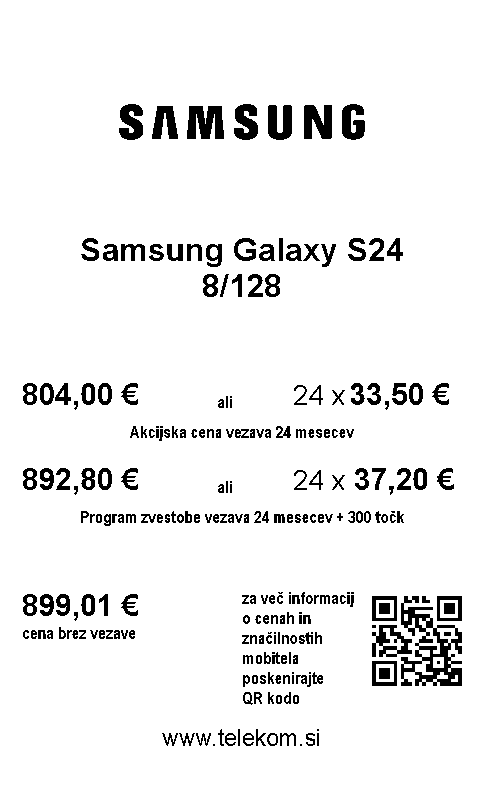 SAMSUNG
Samsung Galaxy S24
8/128
804,00 € ali 24 x 33,50 €
Akcijska cena vezava 24 mesecev
892,80 € ali 24 x 37,20 €
Program zvestobe vezava 24 mesecev + 300 točk
899,01 €
cena brez vezave
za več informacij
o cenah in
značilnostih
mobitela
poskenirajte
QR kodo
www.telekom.si